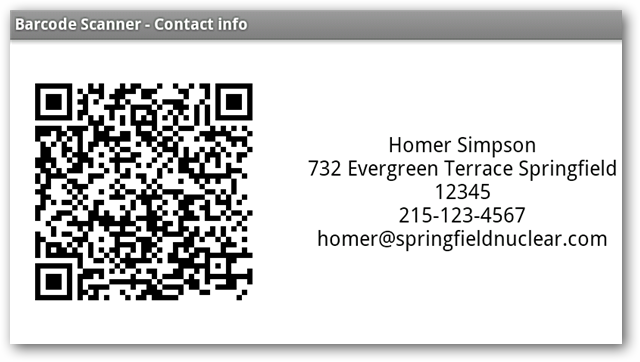 Barcode Scanner - Contact info
Homer Simpson
732 Evergreen Terrace Springfield
12345
215-123-4567
homer@springfieldnuclear.com